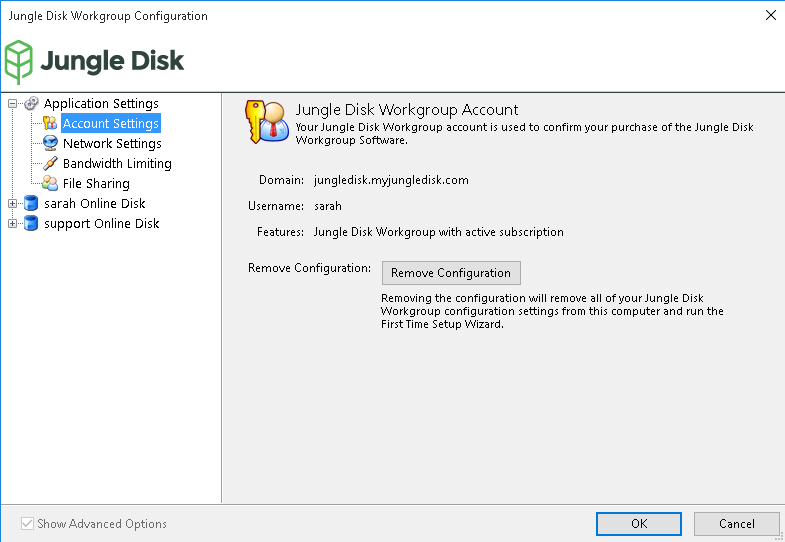 Jungle Disk Workgroup Configuration
Jungle Disk
Application Settings
Account Settings
Network Settings
Bandwidth Limiting
File Sharing
sarah Online Disk
support Online Disk
Jungle Disk Workgroup Account
Your Jungle Disk Workgroup account is used to confirm your purchase of the Jungle Disk
Workgroup Software.
Domain: jungledisk.myjungledisk.com
Username: sarah
Features: Jungle Disk Workgroup with active subscription
Remove Configuration: Remove Configuration
Removing the configuration will remove all of your Jungle Disk
Workgroup configuration settings from this computer and run the
First Time Setup Wizard.
Show Advanced Options
OK
Cancel